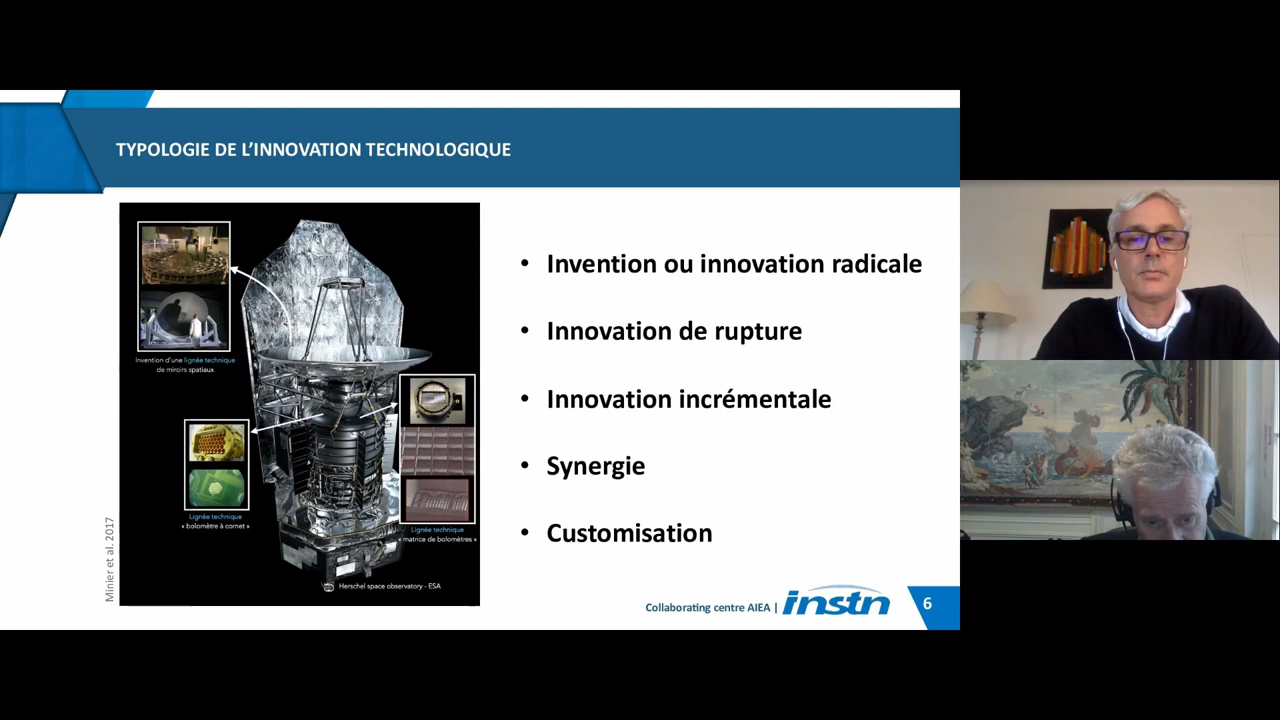 TYPOLOGIE DE L'INNOVATION TECHNOLOGIQUE
Invention d'une lignée technique
de miroirs spatiaux
Lignée technique
« bolomètre à cornet »
Lignée technique
« matrice de bolomètres »
Herschel space observatory - ESA
Minier et al. 2017
• Invention ou innovation radicale
• Innovation de rupture
• Innovation incrémentale
• Synergie
• Customisation
Collaborating centre AIEA | instn
6